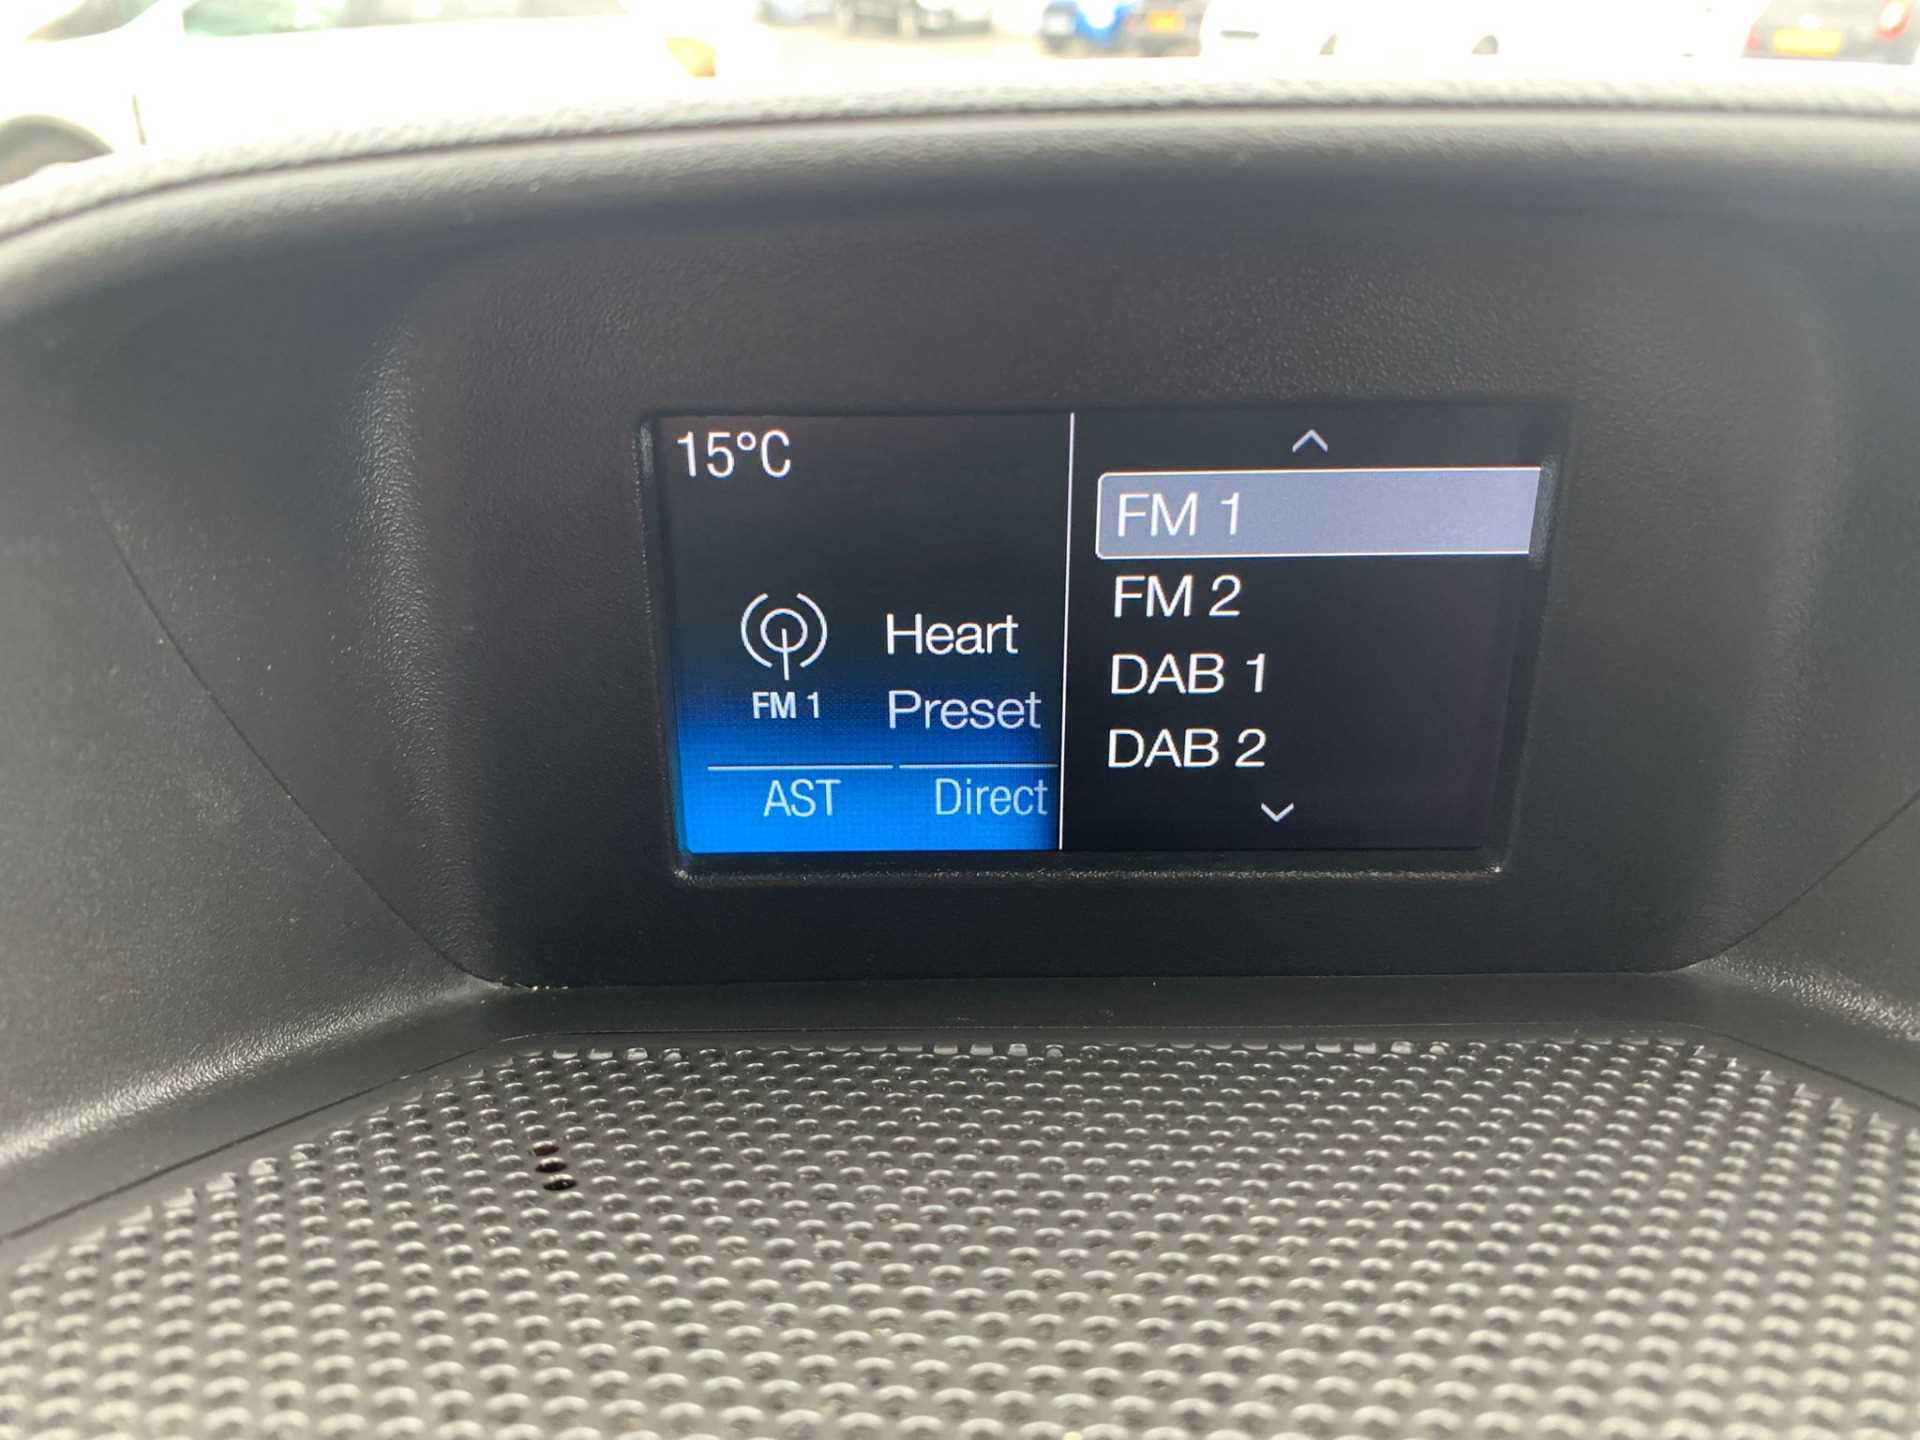 15°C
FM 1
Heart
Preset
AST
Direct
FM 1
FM 2
DAB 1
DAB 2